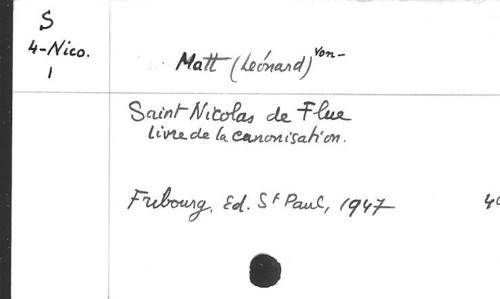 S
4-Nico.
1
Matt (Léonard) von-
Saint Nicolas de Flue
livre de la canonisation.
Fribourg, Ed. St Paul, 1947